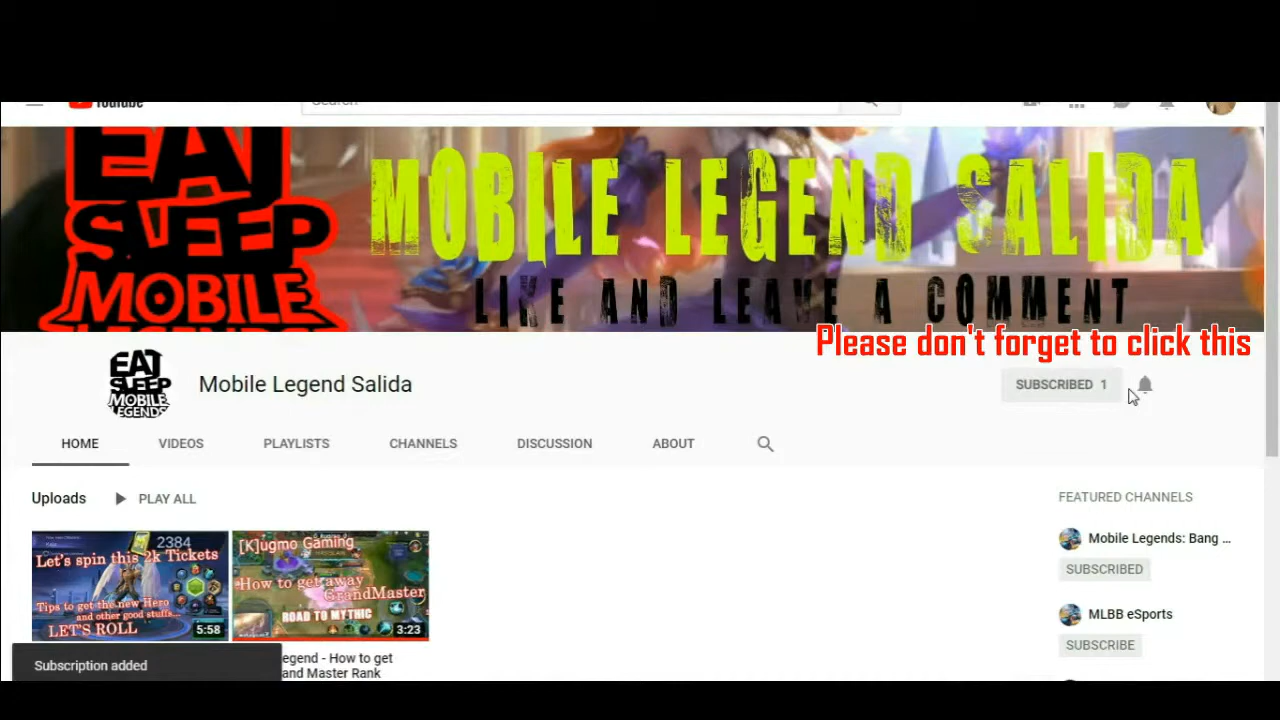 YouTube
Search
EAT
SLEEP
MOBILE
LEGENDS
MOBILE LEGEND SALIDA
LIKE AND LEAVE A COMMENT
Please don't forget to click this
EAT
SLEEP
MOBILE
LEGENDS
Mobile Legend Salida
SUBSCRIBED 1
HOME VIDEOS PLAYLISTS CHANNELS DISCUSSION ABOUT
Uploads PLAY ALL
FEATURED CHANNELS
2384
Let's spin this 2k Tickets
Tips to get the new Hero
and other good stuffs...
LET'S ROLL
5:58
[K]ugmo Gaming
How to get away
GrandMaster
ROAD TO MYTHIC
3:23
Mobile Legends: Bang ...
SUBSCRIBED
MLBB eSports
SUBSCRIBE
egend - How to get
and Master Rank
Subscription added